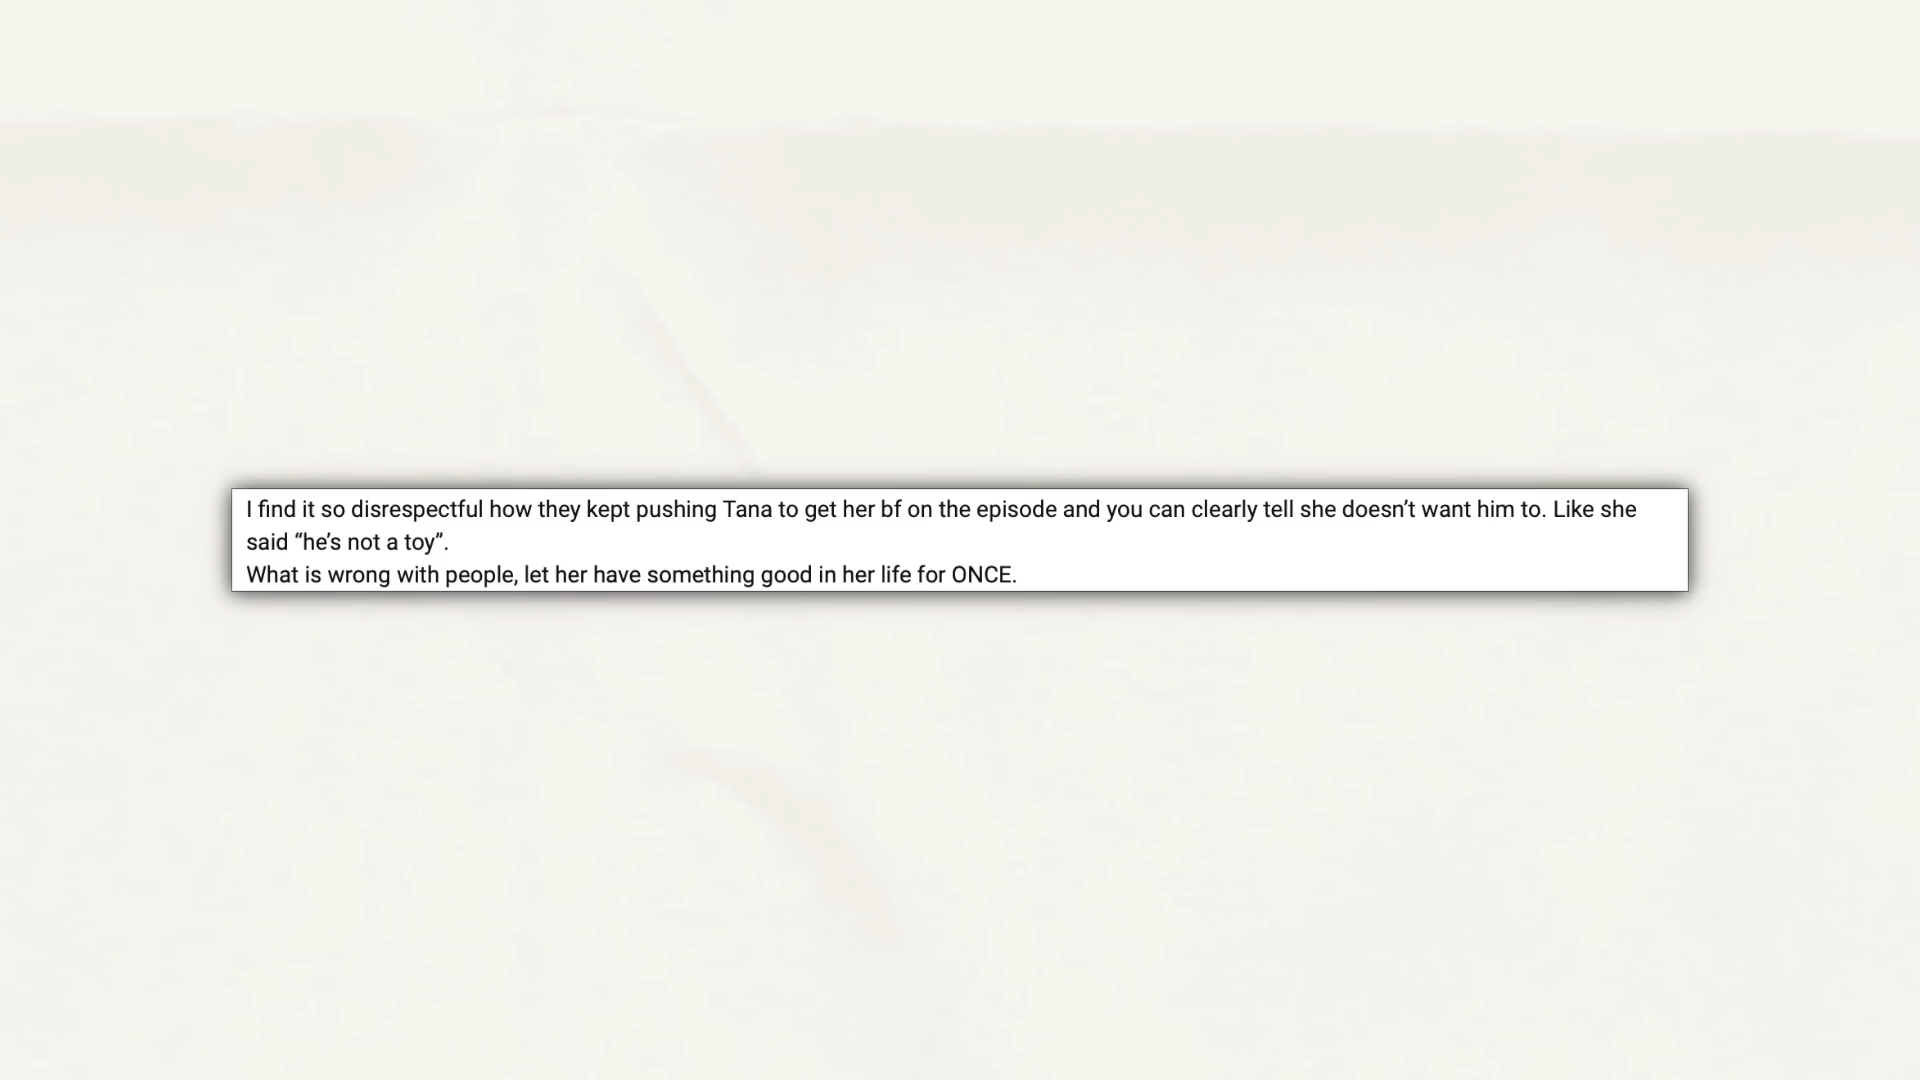 I find it so disrespectful how they kept pushing Tana to get her bf on the episode and you can clearly tell she doesn’t want him to. Like she
said “he’s not a toy”.
What is wrong with people, let her have something good in her life for ONCE.